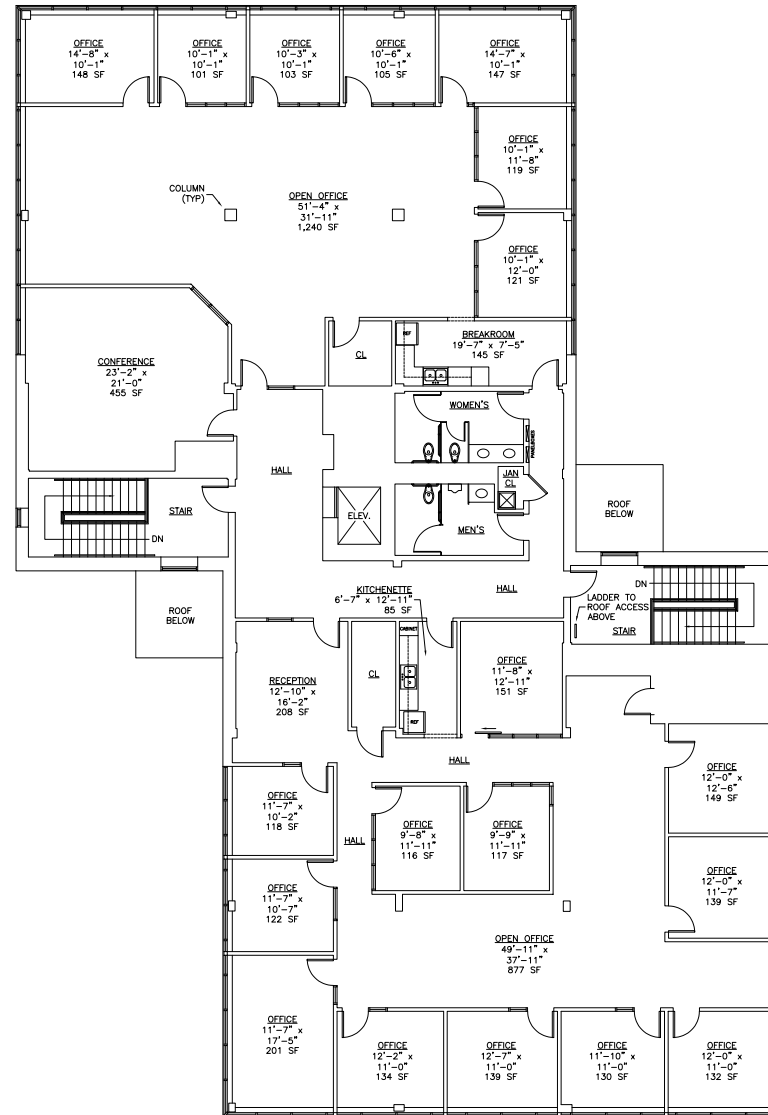 OFFICE
14'-8" x
10'-1"
148 SF
OFFICE
10'-1" x
10'-1"
101 SF
OFFICE
10'-3" x
10'-1"
103 SF
OFFICE
10'-6" x
10'-1"
105 SF
OFFICE
14'-7" x
10'-1"
147 SF
OFFICE
10'-1" x
11'-8"
119 SF
COLUMN
(TYP)
OPEN OFFICE
51'-4" x
31'-11"
1,240 SF
OFFICE
10'-1" x
12'-0"
121 SF
CONFERENCE
23'-2" x
21'-0"
455 SF
CL
REF
BREAKROOM
19'-7" x 7'-5"
145 SF
WOMEN'S
PANELBOXES
HALL
JAN
CL
STAIR
DN
ELEV.
MEN'S
ROOF
BELOW
ROOF
BELOW
KITCHENETTE
6'-7" x 12'-11"
85 SF
HALL
DN
LADDER TO
ROOF ACCESS
ABOVE
STAIR
CABINET
REF
RECEPTION
12'-10" x
16'-2"
208 SF
CL
OFFICE
11'-8" x
12'-11"
151 SF
HALL
OFFICE
12'-0" x
12'-6"
149 SF
OFFICE
11'-7" x
10'-2"
118 SF
HALL
OFFICE
9'-8" x
11'-11"
116 SF
OFFICE
9'-9" x
11'-11"
117 SF
OFFICE
12'-0" x
11'-7"
139 SF
OFFICE
11'-7" x
10'-7"
122 SF
OPEN OFFICE
49'-11" x
37'-11"
877 SF
OFFICE
11'-7" x
17'-5"
201 SF
OFFICE
12'-2" x
11'-0"
134 SF
OFFICE
12'-7" x
11'-0"
139 SF
OFFICE
11'-10" x
11'-0"
130 SF
OFFICE
12'-0" x
11'-0"
132 SF